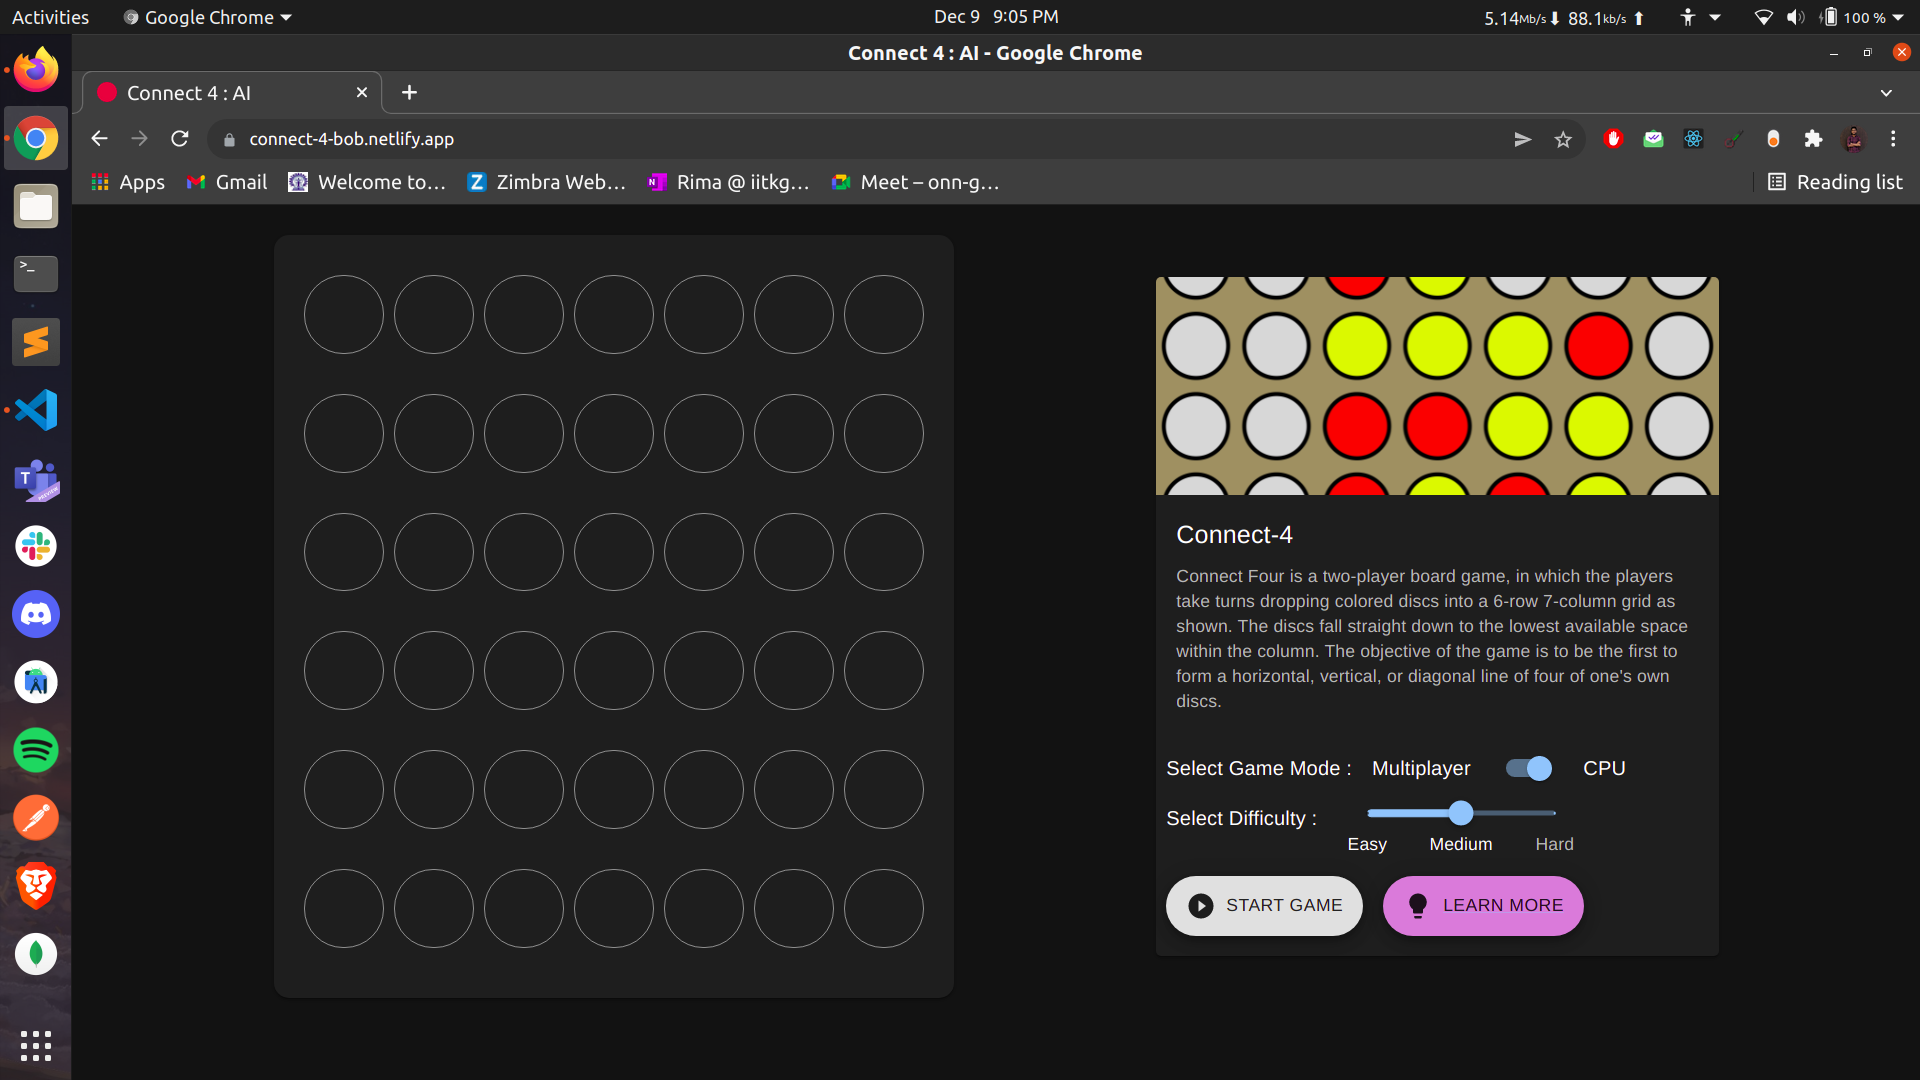 Activities
Google Chrome
Dec 9 9:05 PM
5.14Mb/s 88.1kb/s
100 %
Connect 4 : AI - Google Chrome
Connect 4 : AI
connect-4-bob.netlify.app
Apps
Gmail
Welcome to…
Zimbra Web…
Rima @ iitkg…
Meet – onn-g…
Reading list
Connect-4
Connect Four is a two-player board game, in which the players
take turns dropping colored discs into a 6-row 7-column grid as
shown. The discs fall straight down to the lowest available space
within the column. The objective of the game is to be the first to
form a horizontal, vertical, or diagonal line of four of one's own
discs.
Select Game Mode : Multiplayer CPU
Select Difficulty :
Easy Medium Hard
START GAME LEARN MORE